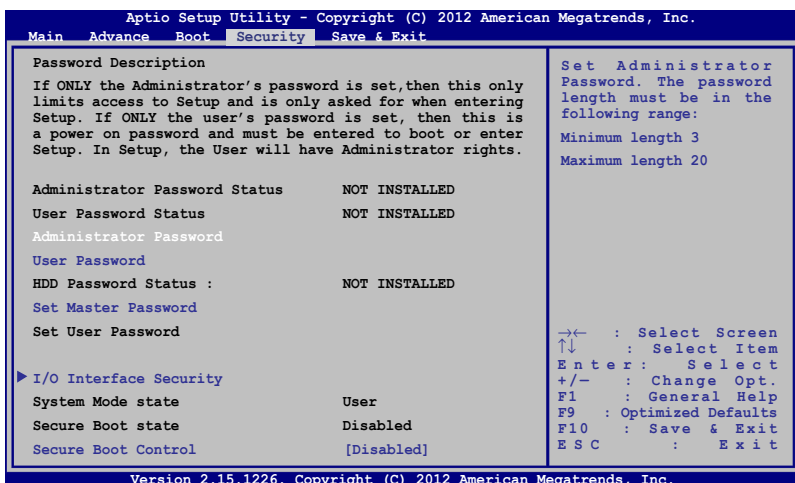 Aptio Setup Utility - Copyright (C) 2012 American Megatrends, Inc.
Main Advance Boot Security Save & Exit
Password Description
If ONLY the Administrator's password is set,then this only
limits access to Setup and is only asked for when entering
Setup. If ONLY the user's password is set, then this is
a power on password and must be entered to boot or enter
Setup. In Setup, the User will have Administrator rights.
Administrator Password Status NOT INSTALLED
User Password Status NOT INSTALLED
Administrator Password
User Password
HDD Password Status : NOT INSTALLED
Set Master Password
Set User Password
I/O Interface Security
System Mode state User
Secure Boot state Disabled
Secure Boot Control [Disabled]
Set Administrator
Password. The password
length must be in the
following range:
Minimum length 3
Maximum length 20
→← : Select Screen
↑↓ : Select Item
Enter: Select
+/— : Change Opt.
F1 : General Help
F9 : Optimized Defaults
F10 : Save & Exit
ESC : Exit
Version 2.15.1226. Copyright (C) 2012 American Megatrends, Inc.